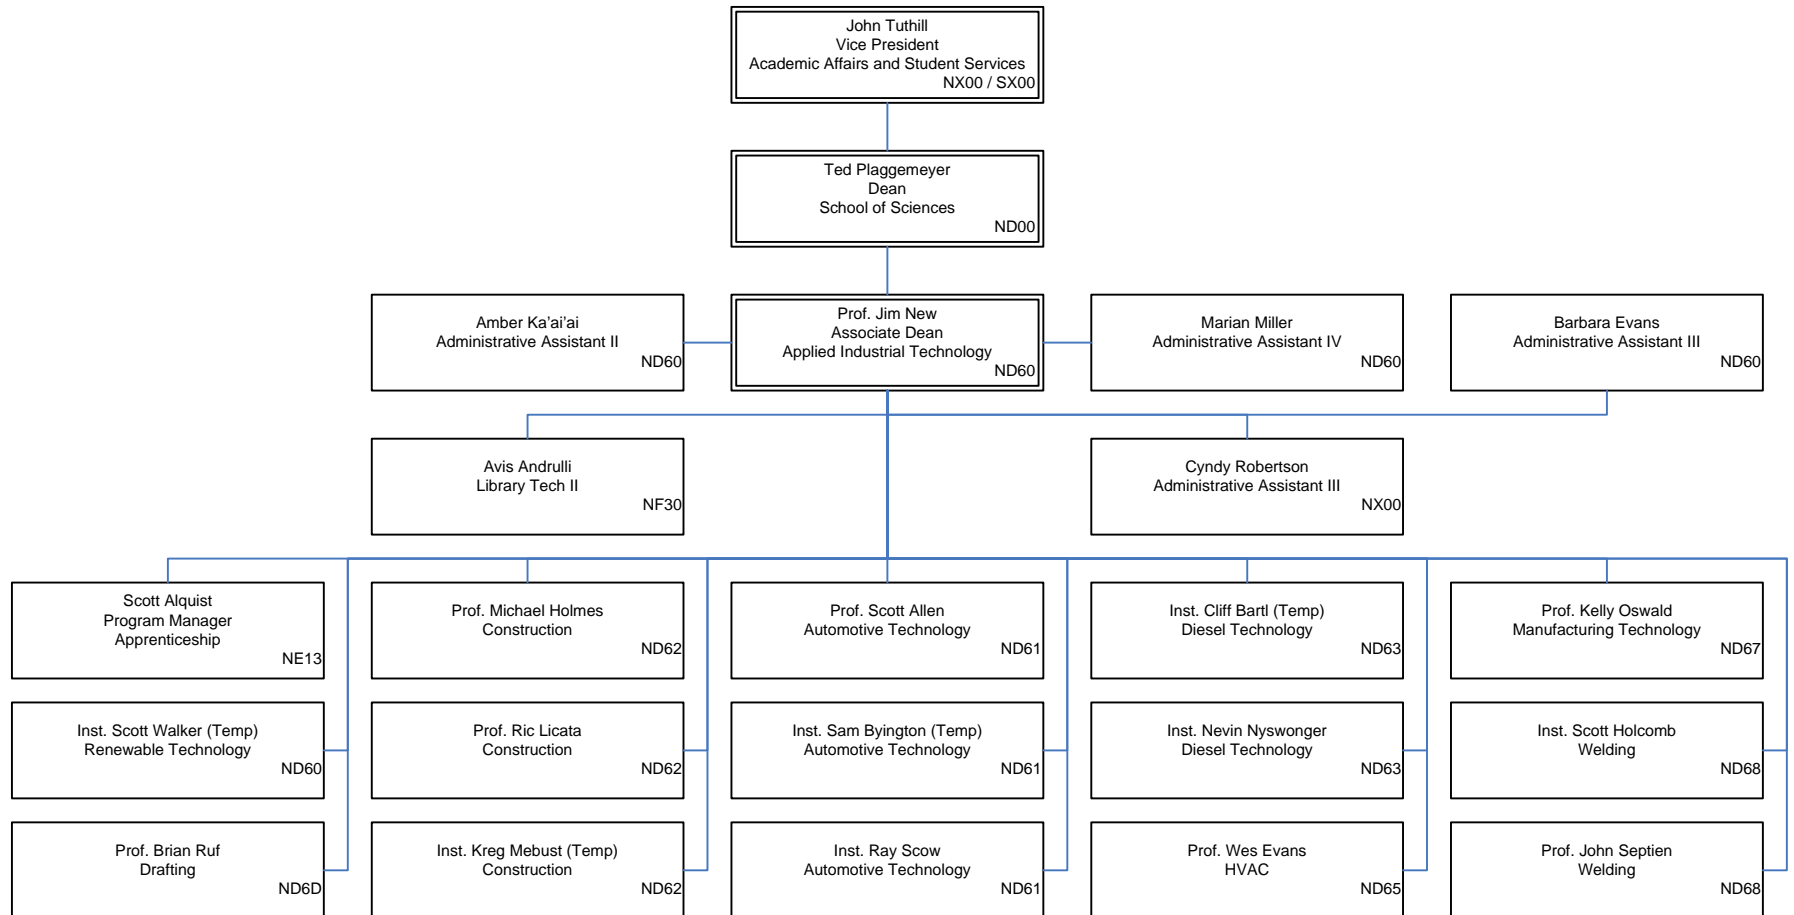 John Tuthill
Vice President
Academic Affairs and Student Services
NX00 / SX00
Ted Plaggemeyer
Dean
School of Sciences
ND00
Amber Ka’ai’ai
Administrative Assistant II
ND60
Prof. Jim New
Associate Dean
Applied Industrial Technology
ND60
Marian Miller
Administrative Assistant IV
ND60
Barbara Evans
Administrative Assistant III
ND60
Avis Andrulli
Library Tech II
NF30
Cyndy Robertson
Administrative Assistant III
NX00
Scott Alquist
Program Manager
Apprenticeship
NE13
Prof. Michael Holmes
Construction
ND62
Prof. Scott Allen
Automotive Technology
ND61
Inst. Cliff Bartl (Temp)
Diesel Technology
ND63
Prof. Kelly Oswald
Manufacturing Technology
ND67
Inst. Scott Walker (Temp)
Renewable Technology
ND60
Prof. Ric Licata
Construction
ND62
Inst. Sam Byington (Temp)
Automotive Technology
ND61
Inst. Nevin Nyswonger
Diesel Technology
ND63
Inst. Scott Holcomb
Welding
ND68
Prof. Brian Ruf
Drafting
ND6D
Inst. Kreg Mebust (Temp)
Construction
ND62
Inst. Ray Scow
Automotive Technology
ND61
Prof. Wes Evans
HVAC
ND65
Prof. John Septien
Welding
ND68